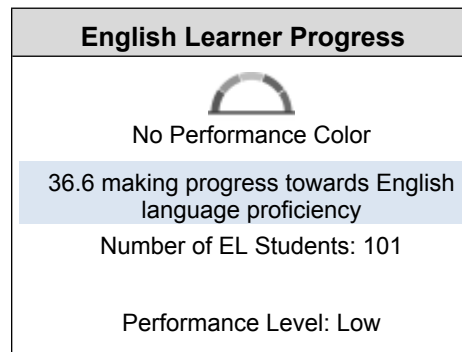 English Learner Progress
No Performance Color
36.6 making progress towards English
language proficiency
Number of EL Students: 101
Performance Level: Low